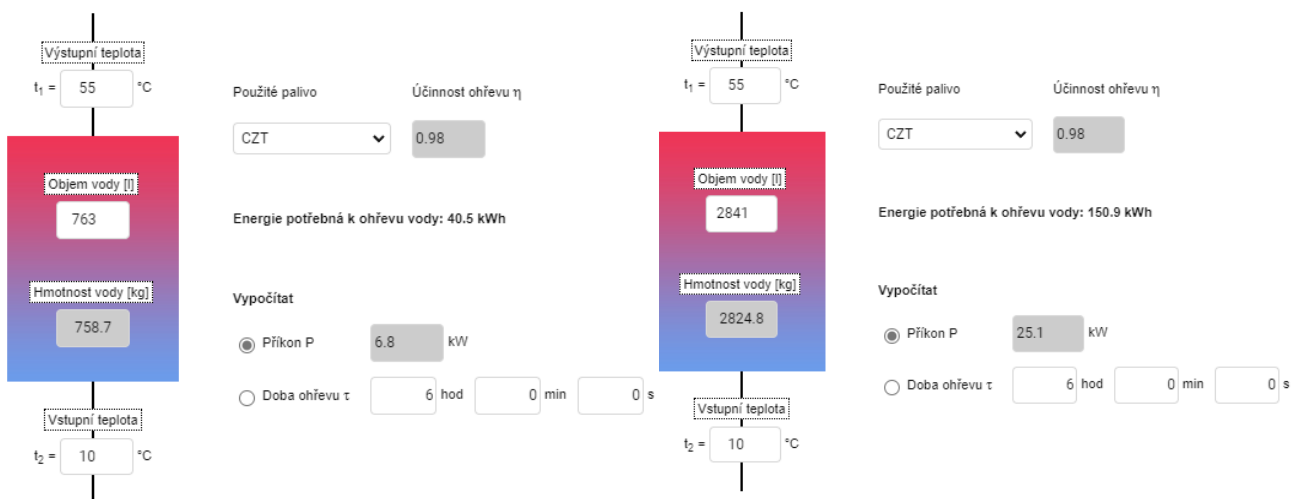 Výstupní teplota
t₁ = 55 °C
Použité palivo
Účinnost ohřevu η
CZT
0.98
Objem vody [l]
763
Energie potřebná k ohřevu vody: 40.5 kWh
Hmotnost vody [kg]
758.7
Vypočítat
Příkon P 6.8 kW
Doba ohřevu τ 6 hod 0 min 0 s
Vstupní teplota
t₂ = 10 °C
Výstupní teplota
t₁ = 55 °C
Použité palivo
Účinnost ohřevu η
CZT
0.98
Objem vody [l]
2841
Energie potřebná k ohřevu vody: 150.9 kWh
Hmotnost vody [kg]
2824.8
Vypočítat
Příkon P 25.1 kW
Doba ohřevu τ 6 hod 0 min 0 s
Vstupní teplota
t₂ = 10 °C